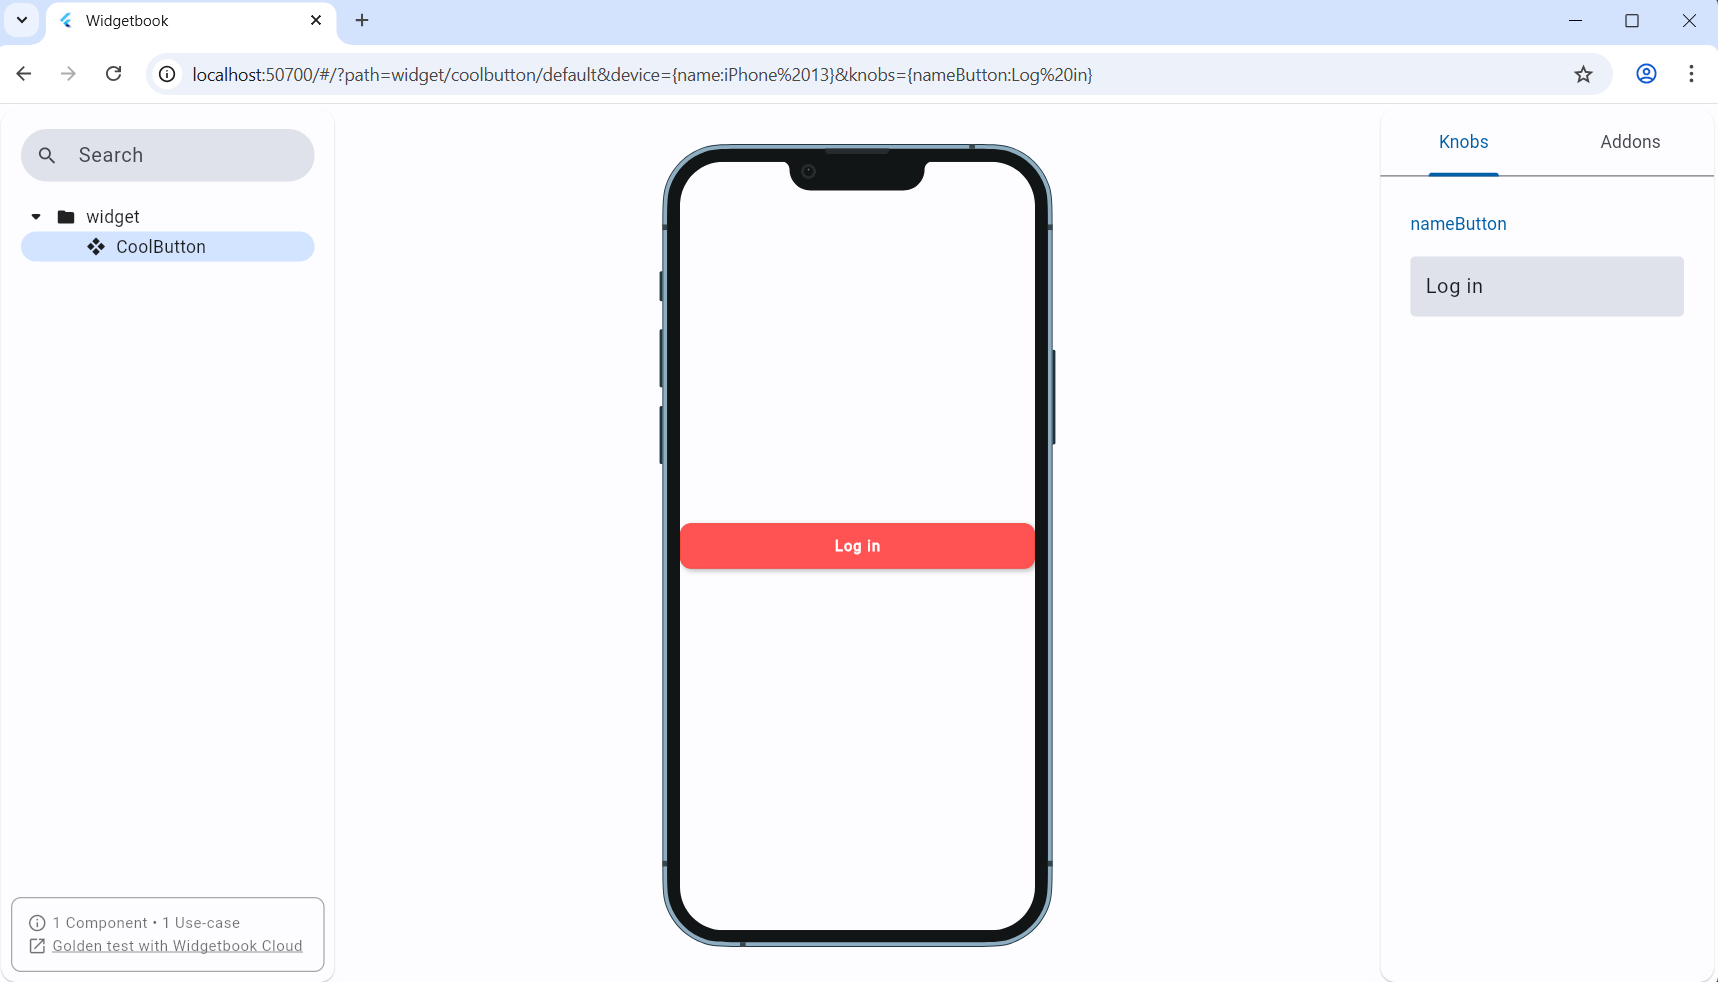 Widgetbook
localhost:50700/#/?path=widget/coolbutton/default&device={name:iPhone%2013}&knobs={nameButton:Log%20in}
Search
widget
CoolButton
1 Component • 1 Use-case
Golden test with Widgetbook Cloud
Log in
Knobs
Addons
nameButton
Log in